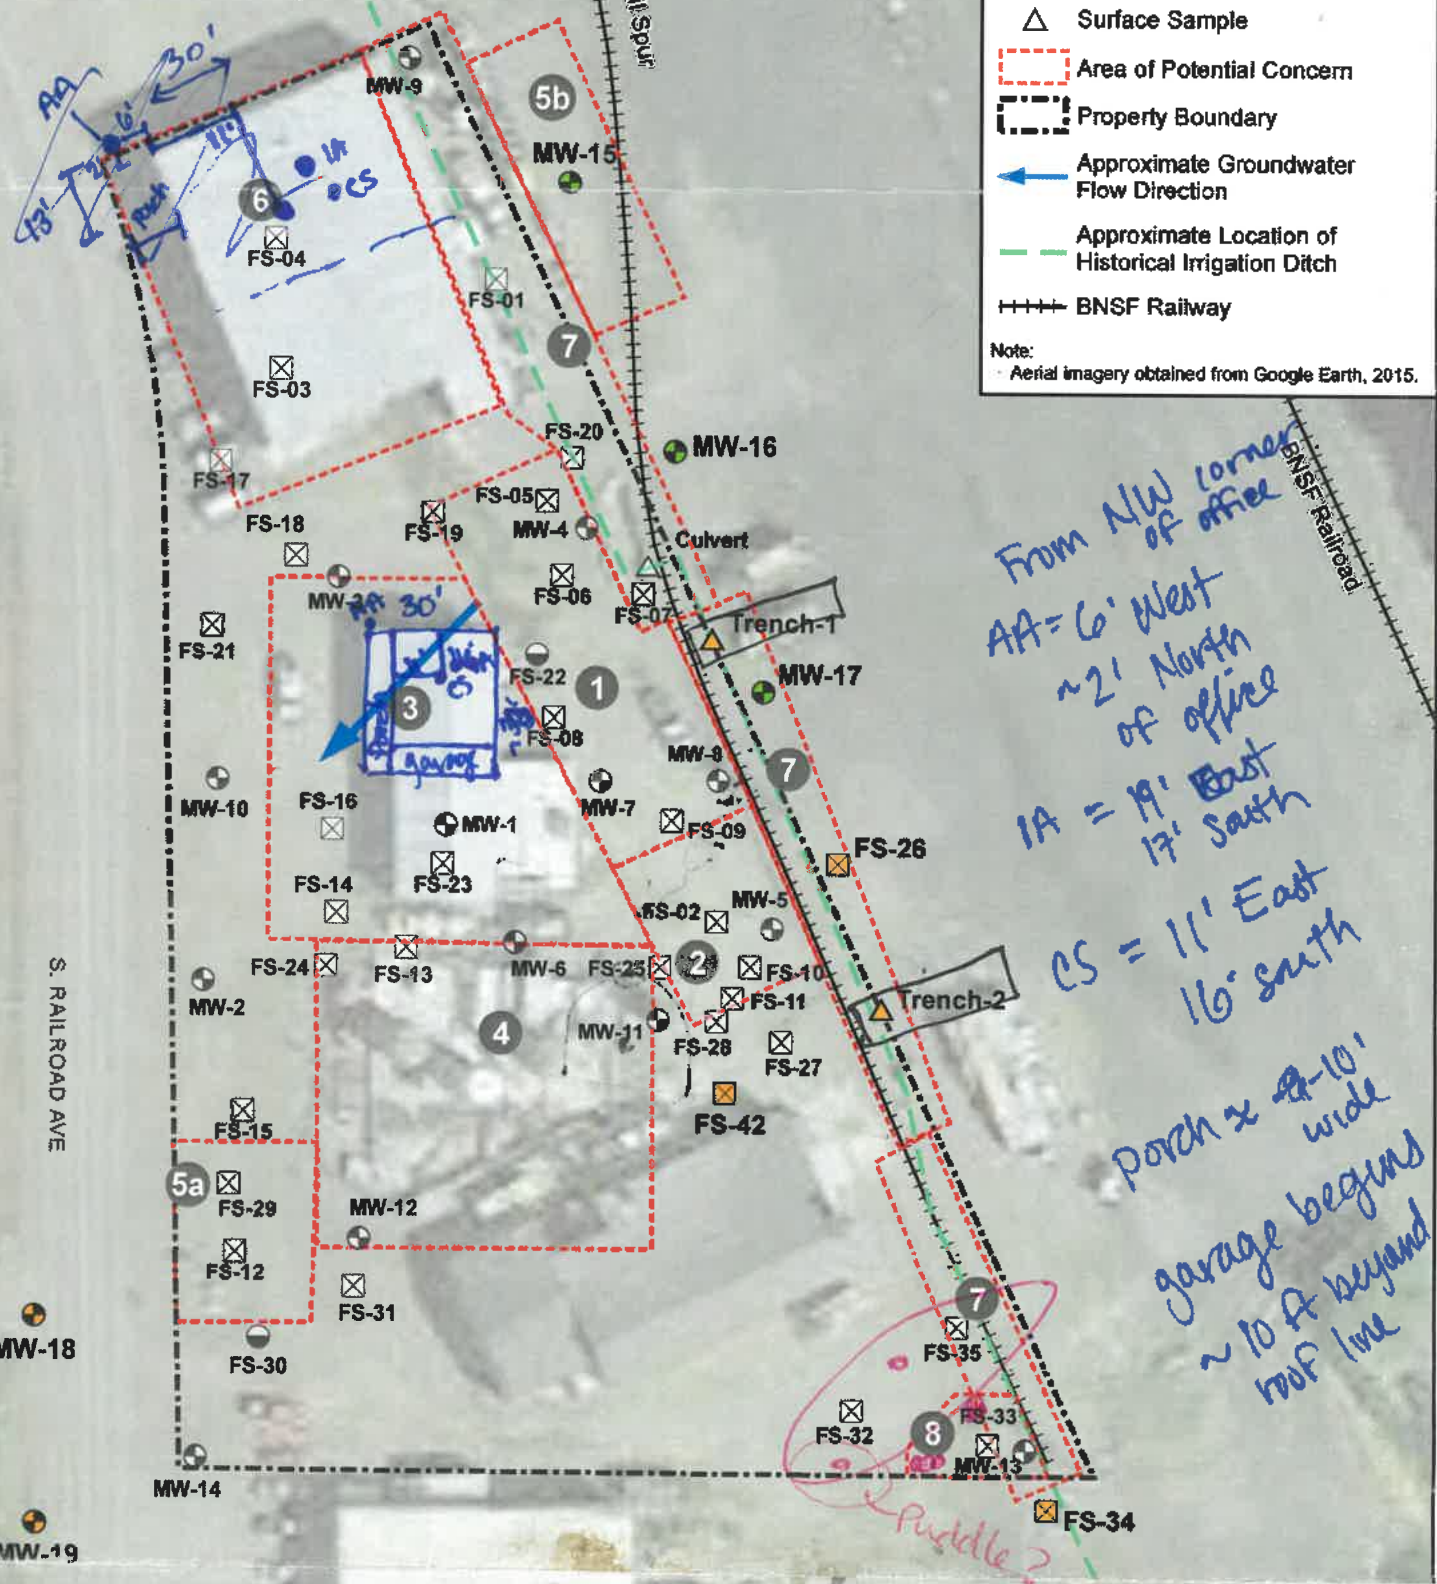 Surface Sample
Area of Potential Concern
Property Boundary
Approximate Groundwater
Flow Direction
Approximate Location of
Historical Irrigation Ditch
BNSF Railway
Note:
Aerial imagery obtained from Google Earth, 2015.
il Spur
30'
AA
6'
MW-9
5b
11'
MW-15
2'
IA
CS
6
13'
Porch
FS-04
FS-01
7
FS-03
FS-20
MW-16
FS-17
FS-05
FS-18
FS-19
MW-4
Culvert
BNSF Railroad
From NW corner
of office
MW-3
FS-06
AA 30'
FS-07
Trench-1
AA = 6' West
~2' North
of office
FS-21
FS-22
1
MW-17
CS
3
FS-08
garage
MW-8
7
IA = 19' East
17' South
MW-10
FS-16
MW-7
MW-1
FS-09
FS-26
FS-23
FS-14
CS = 11' East
16' south
FS-02
MW-5
FS-24
FS-13
MW-6
FS-25
2
FS-10
S. RAILROAD AVE
MW-2
FS-11
Trench-2
4
MW-11
FS-28
FS-27
Porch ≈ 8-10'
wide
FS-42
FS-15
5a
FS-29
MW-12
garage begins
~ 10 ft beyand
roof line
FS-12
FS-31
7
MW-18
FS-30
FS-35
FS-32
8
FS-33
MW-13
MW-14
FS-34
Puddle?
MW-19